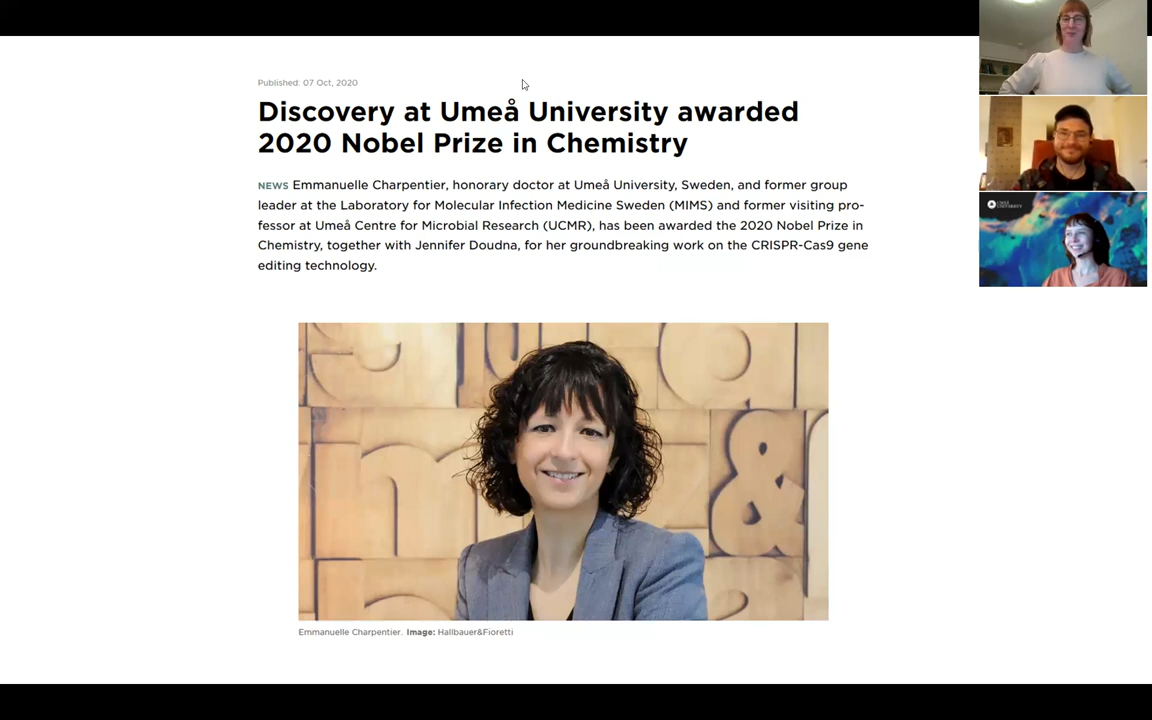 Published: 07 Oct, 2020
Discovery at Umeå University awarded
2020 Nobel Prize in Chemistry
NEWS Emmanuelle Charpentier, honorary doctor at Umeå University, Sweden, and former group
leader at the Laboratory for Molecular Infection Medicine Sweden (MIMS) and former visiting pro-
fessor at Umeå Centre for Microbial Research (UCMR), has been awarded the 2020 Nobel Prize in
Chemistry, together with Jennifer Doudna, for her groundbreaking work on the CRISPR-Cas9 gene
editing technology.
m
a
&
Emmanuelle Charpentier. Image: Hallbauer&Fioretti
UMEÅ
UNIVERSITY